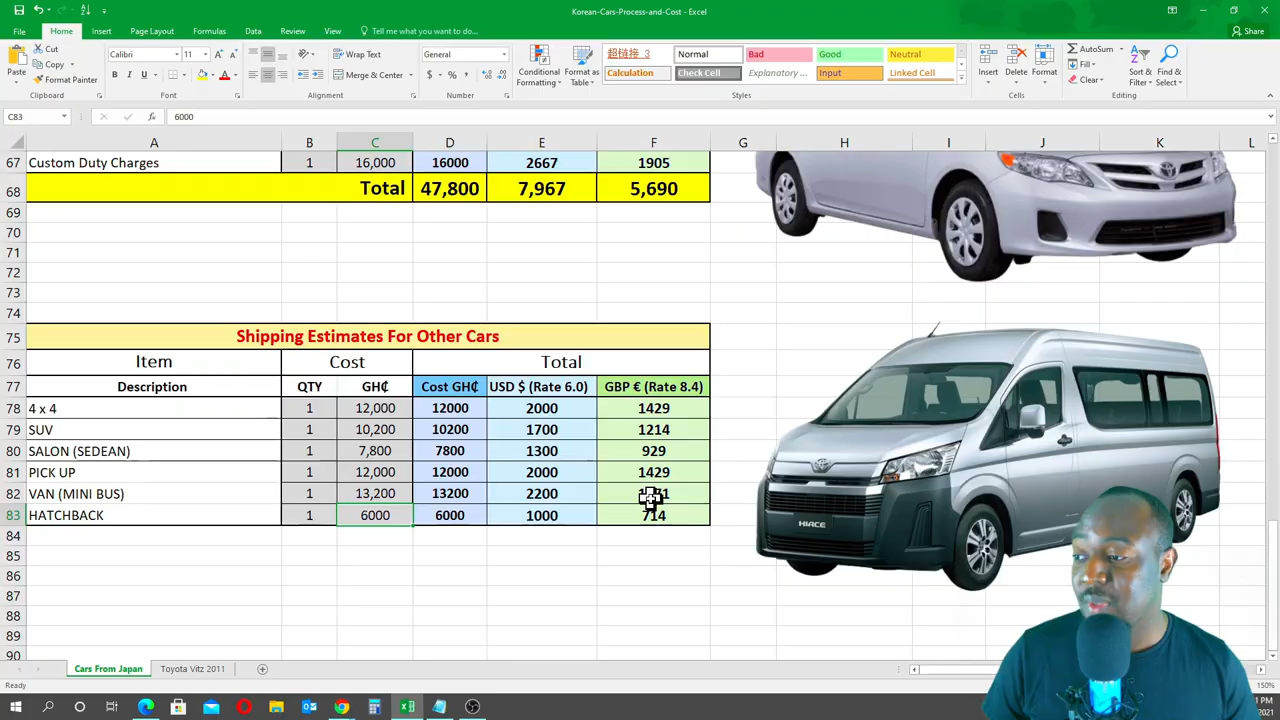 Korean-Cars-Process-and-Cost - Excel
File Home Insert Page Layout Formulas Data Review View Tell me what you want to do... Share
Paste Cut Copy Format Painter Clipboard
Calibri 11 Font
Wrap Text Merge & Center Alignment
General $ % , Number
Conditional Formatting Format as Table
超链接 3 Normal Bad Good Neutral
Calculation Check Cell Explanatory ... Input Linked Cell
Styles
Insert Delete Format Cells
AutoSum Fill Clear Sort & Filter Find & Select Editing
C83 fx 6000
A B C D E F G H I J K L
67 Custom Duty Charges 1 16,000 16000 2667 1905
68 Total 47,800 7,967 5,690
69
70
71
72
73
74
75 Shipping Estimates For Other Cars
76 Item Cost Total
77 Description QTY GH₵ Cost GH₵ USD $ (Rate 6.0) GBP € (Rate 8.4)
78 4 x 4 1 12,000 12000 2000 1429
79 SUV 1 10,200 10200 1700 1214
80 SALON (SEDEAN) 1 7,800 7800 1300 929
81 PICK UP 1 12,000 12000 2000 1429
82 VAN (MINI BUS) 1 13,200 13200 2200
83 HATCHBACK 1 6000 6000 1000 714
84
85
86
87
88
89
90
HIACE
Cars From Japan Toyota Vitz 2011
Ready 150%